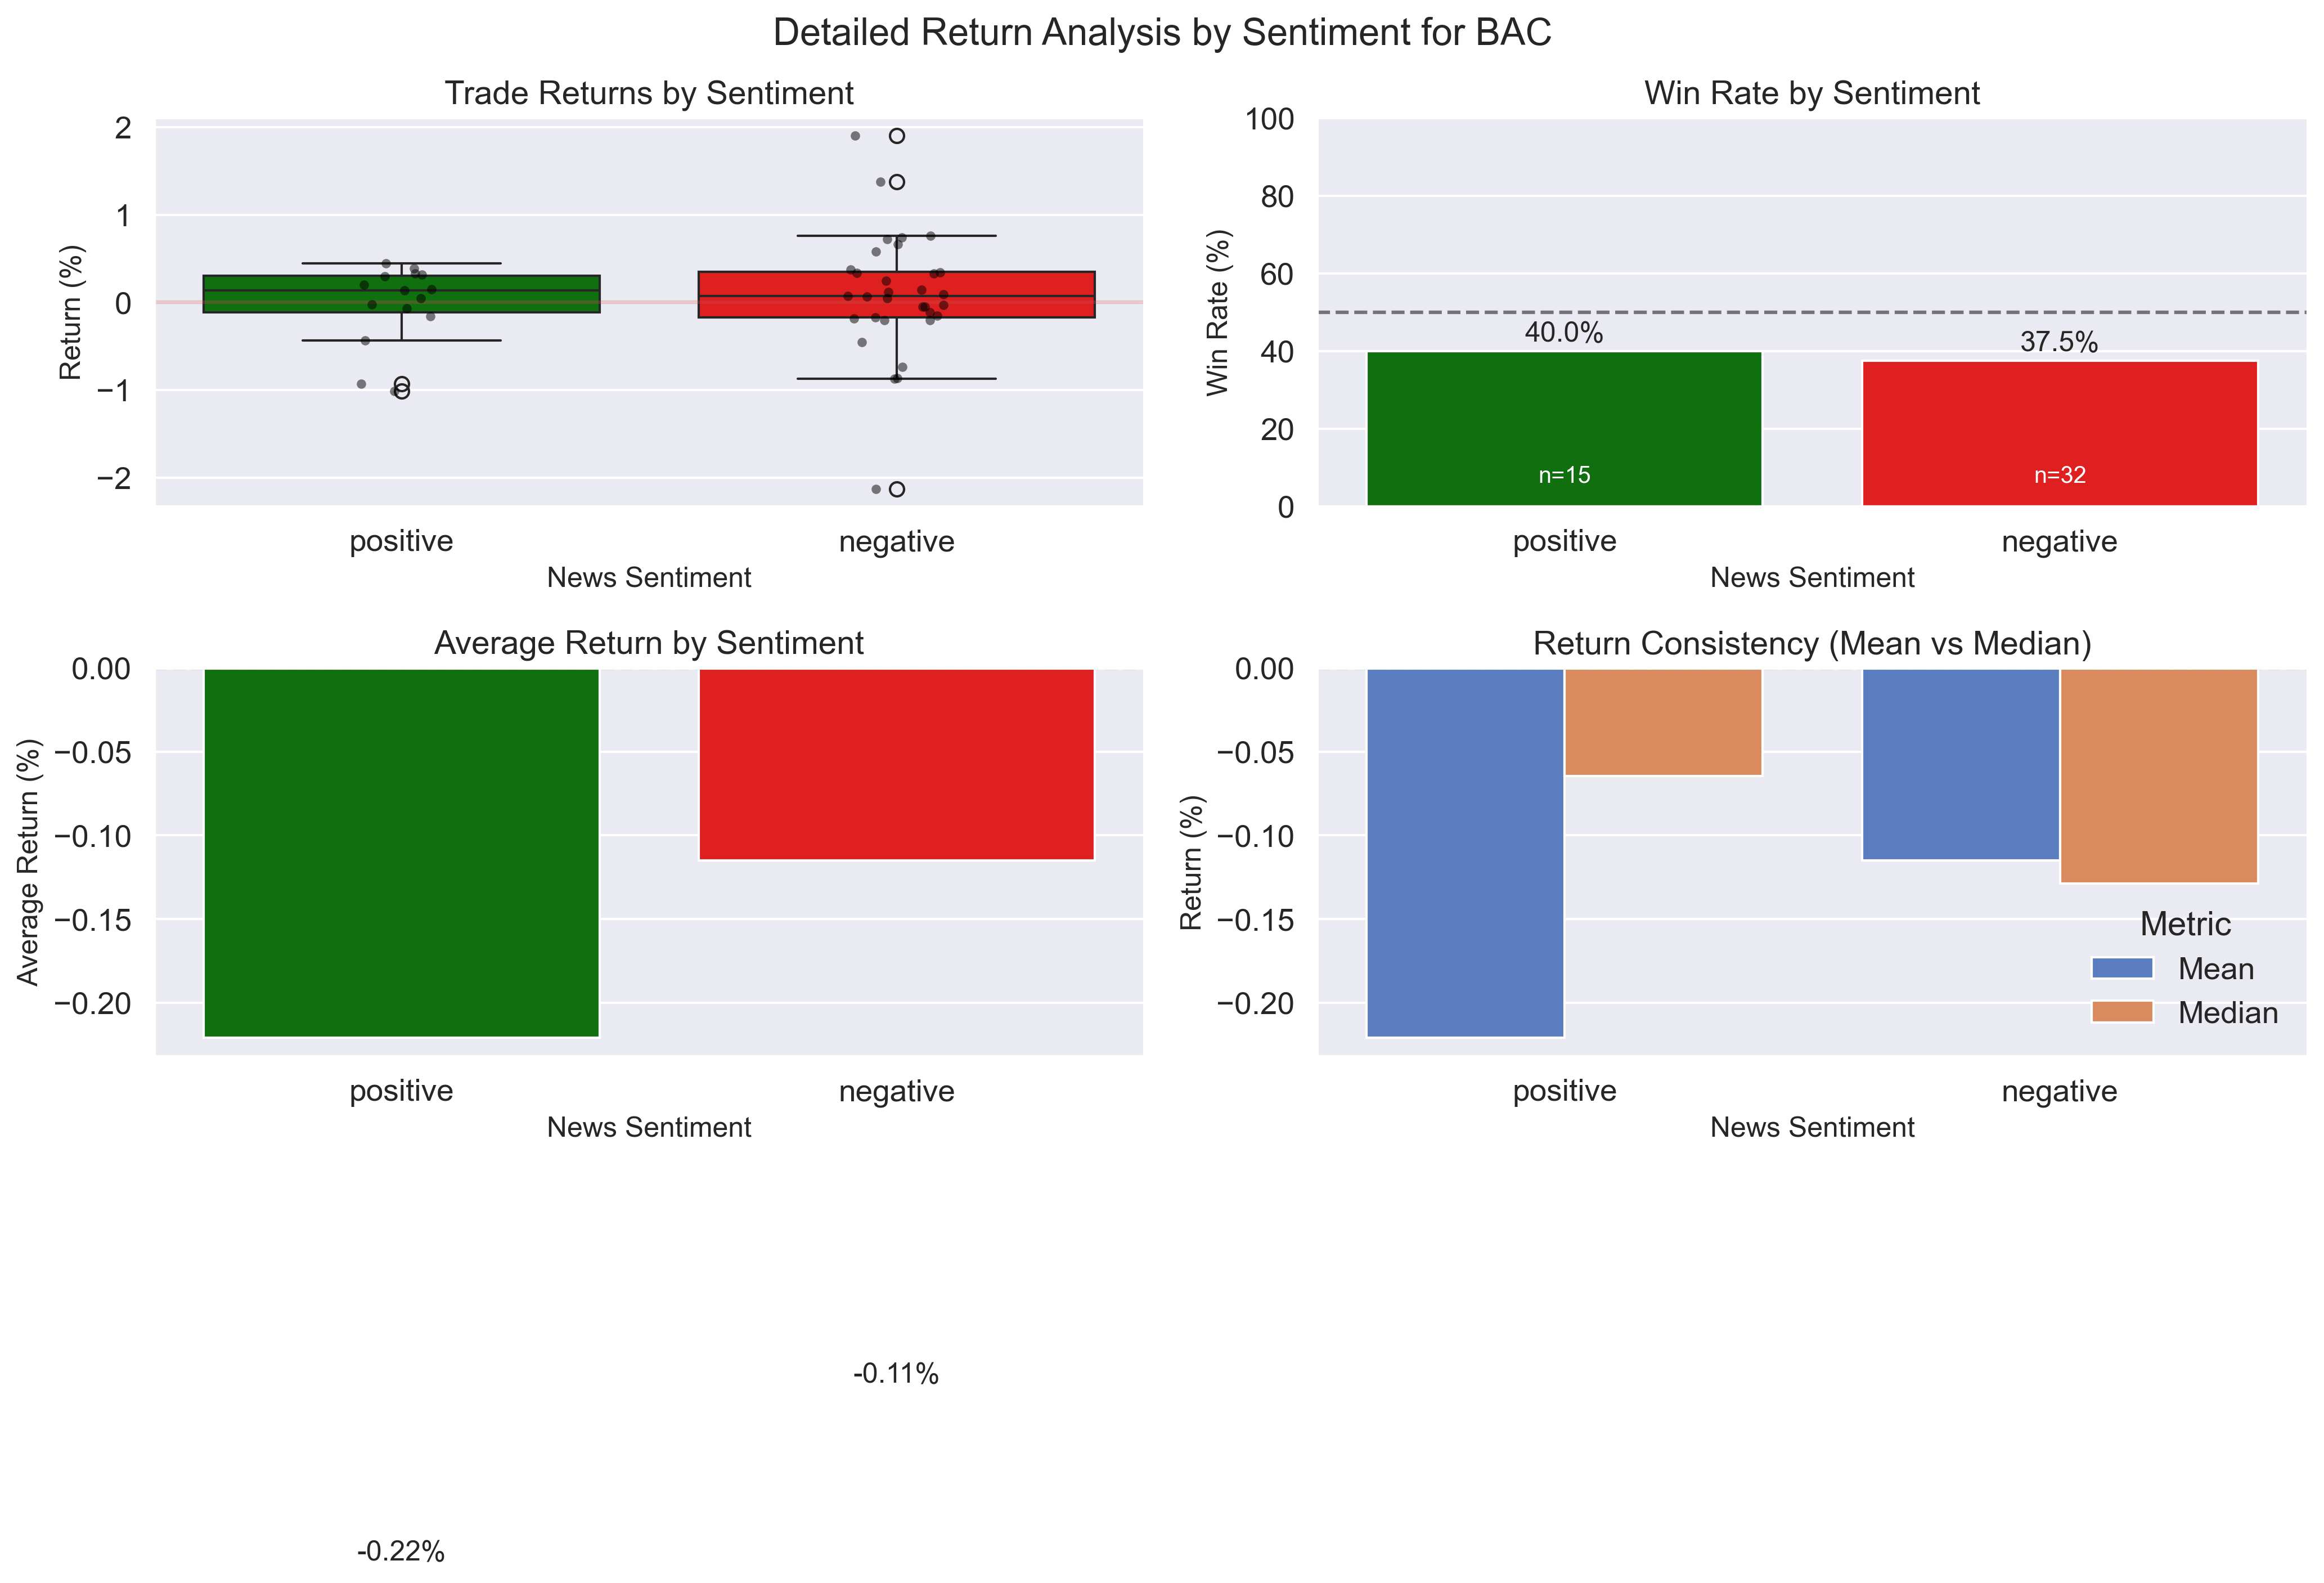 Detailed Return Analysis by Sentiment for BAC
Trade Returns by Sentiment
2
1
0
−1
−2
Return (%)
positive
negative
News Sentiment
Win Rate by Sentiment
100
80
60
40
20
0
Win Rate (%)
40.0%
37.5%
n=15
n=32
positive
negative
News Sentiment
Average Return by Sentiment
0.00
−0.05
−0.10
−0.15
−0.20
Average Return (%)
positive
negative
News Sentiment
-0.11%
-0.22%
Return Consistency (Mean vs Median)
0.00
−0.05
−0.10
−0.15
−0.20
Return (%)
Metric
Mean
Median
positive
negative
News Sentiment